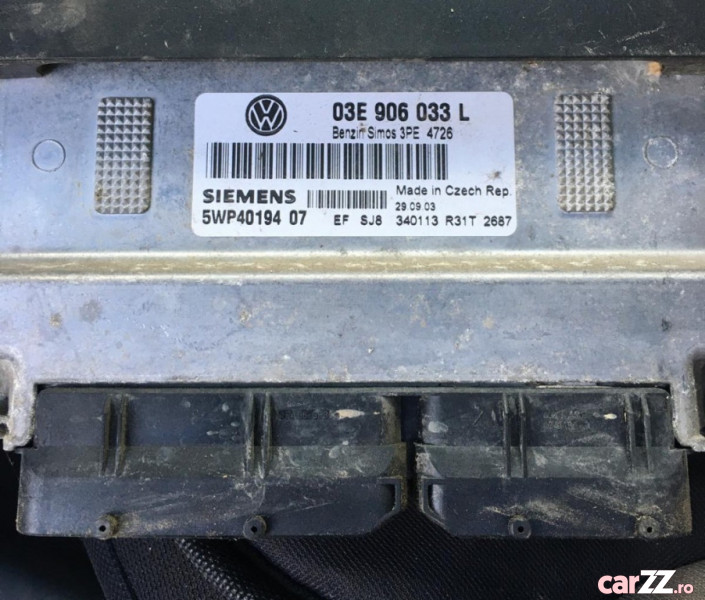 03E 906 033 L
Benzin Simos 3PE 4726
SIEMENS
Made in Czech Rep.
29.09.03
5WP40194 07 EF SJ8 340113 R31T 2687
carZZ.ro